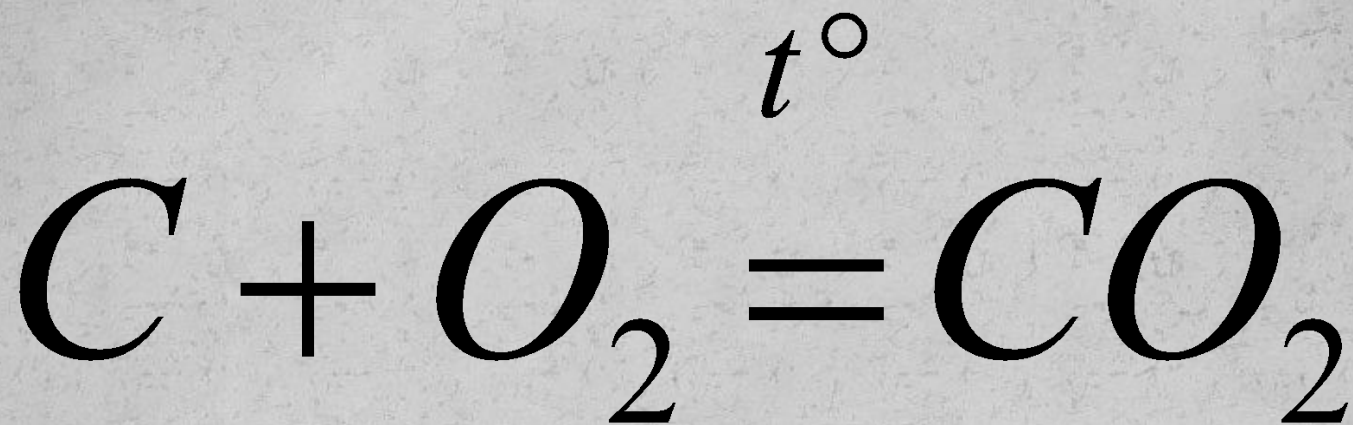 t°
C + O₂ = CO₂